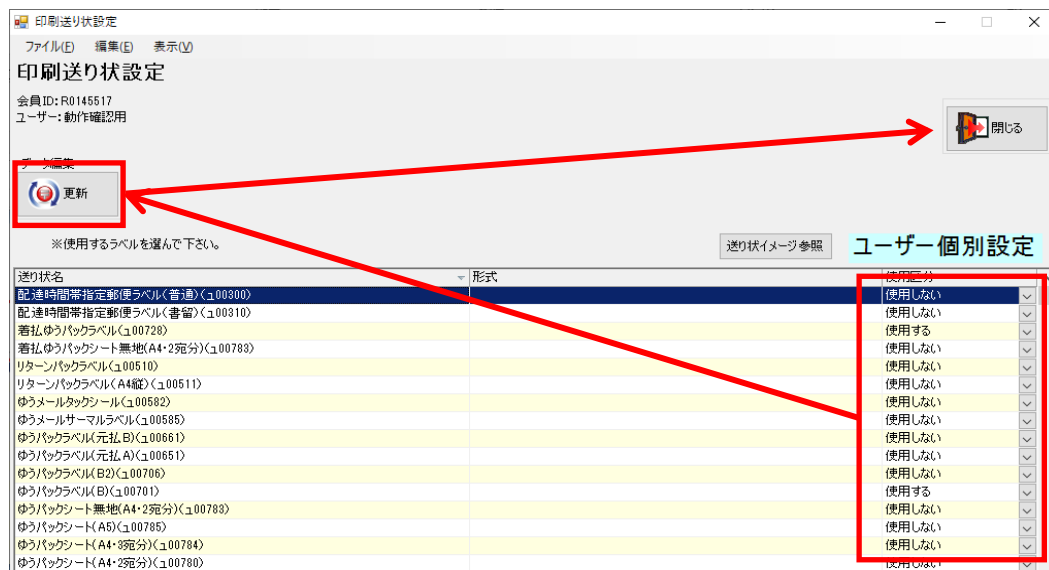 印刷送り状設定
ファイル(F) 編集(E) 表示(V)
印刷送り状設定
会員ID: R0145517
ユーザー: 動作確認用
閉じる
データ編集
更新
※使用するラベルを選んで下さい。
送り状イメージ参照
ユーザー個別設定
送り状名 形式 使用区分
配達時間帯指定郵便ラベル(普通)(ュ00300) 使用しない
配達時間帯指定郵便ラベル(書留)(ュ00310) 使用しない
着払ゆうパックラベル(ュ00728) 使用する
着払ゆうパックシート無地(A4・2宛分)(ュ00783) 使用しない
リターンパックラベル(ュ00510) 使用しない
リターンパックラベル(A4縦)(ュ00511) 使用しない
ゆうメールタックシール(ュ00582) 使用しない
ゆうメールサーマルラベル(ュ00585) 使用しない
ゆうパックラベル(元払B)(ュ00661) 使用しない
ゆうパックラベル(元払A)(ュ00651) 使用しない
ゆうパックラベル(B2)(ュ00706) 使用しない
ゆうパックラベル(B)(ュ00701) 使用する
ゆうパックシート無地(A4・2宛分)(ュ00783) 使用しない
ゆうパックシート(A5)(ュ00785) 使用しない
ゆうパックシート(A4・3宛分)(ュ00784) 使用しない
ゆうパックシート(A4・2宛分)(ュ00780) 使用しない